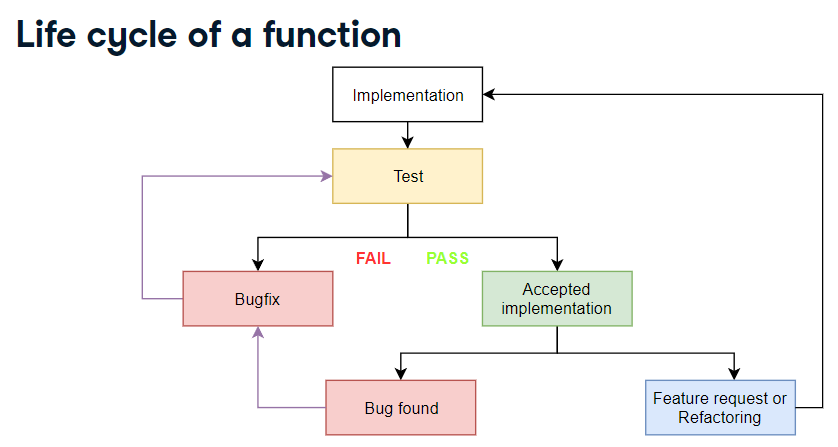 Life cycle of a function
Implementation
Test
FAIL
PASS
Bugfix
Accepted
implementation
Bug found
Feature request or
Refactoring